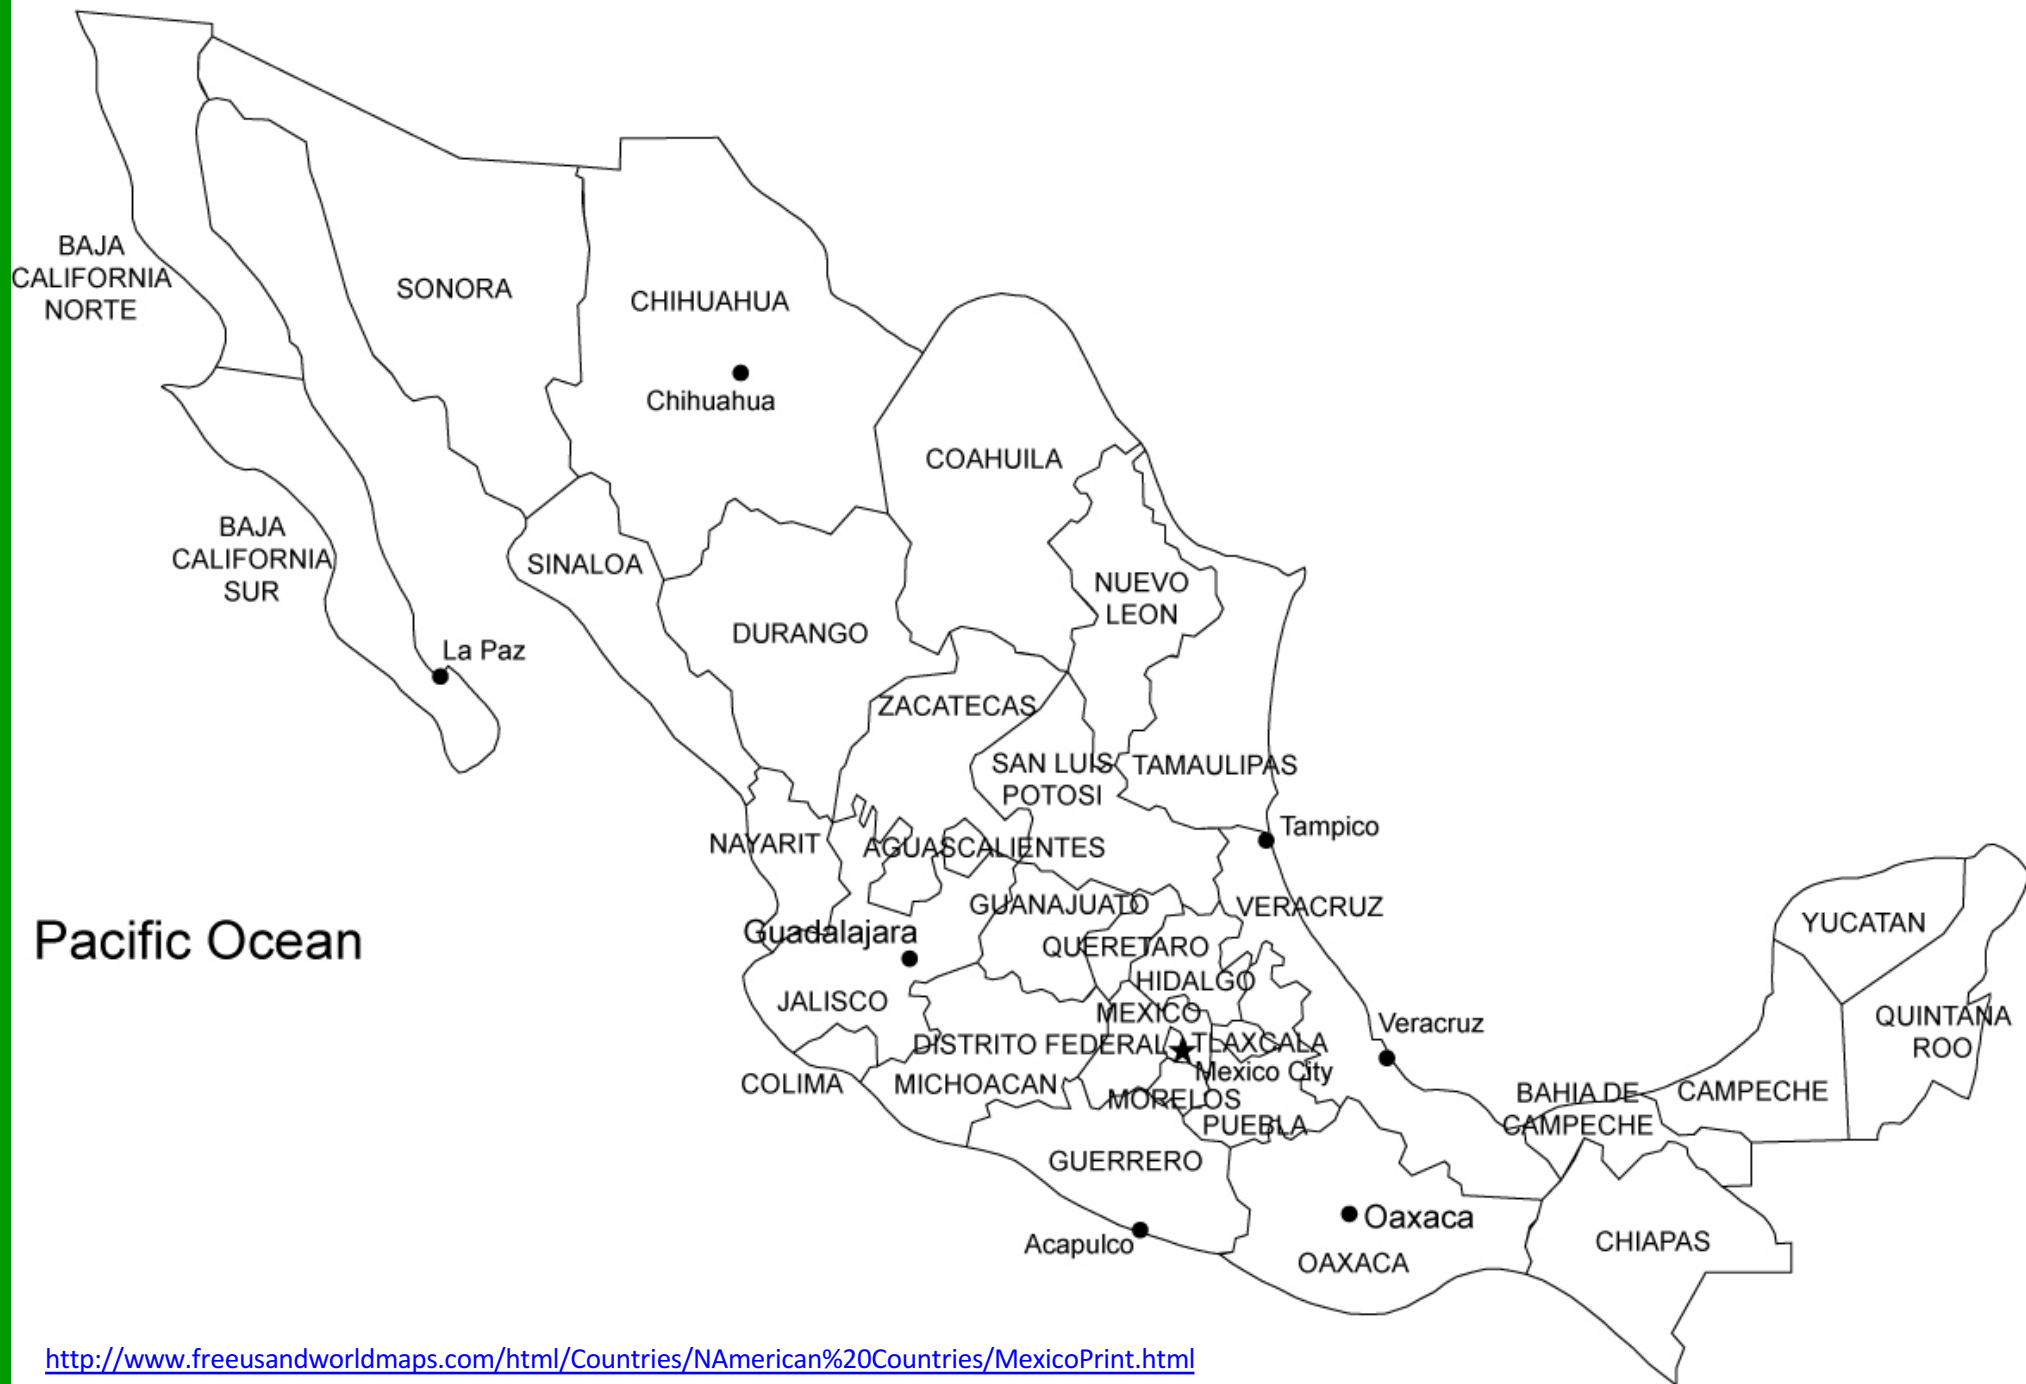 BAJA
CALIFORNIA
NORTE
SONORA
CHIHUAHUA
Chihuahua
COAHUILA
BAJA
CALIFORNIA
SUR
SINALOA
NUEVO
LEON
DURANGO
La Paz
ZACATECAS
SAN LUIS
POTOSI
TAMAULIPAS
Tampico
NAYARIT
AGUASCALIENTES
GUANAJUATO
VERACRUZ
YUCATAN
Pacific Ocean
Guadalajara
QUERETARO
HIDALGO
JALISCO
MEXICO
QUINTANA
ROO
Veracruz
DISTRITO FEDERAL
TLAXCALA
Mexico City
COLIMA
MICHOACAN
MORELOS
BAHIA DE
CAMPECHE
CAMPECHE
PUEBLA
GUERRERO
Oaxaca
Acapulco
OAXACA
CHIAPAS
http://www.freeusandworldmaps.com/html/Countries/NAmerican%20Countries/MexicoPrint.html